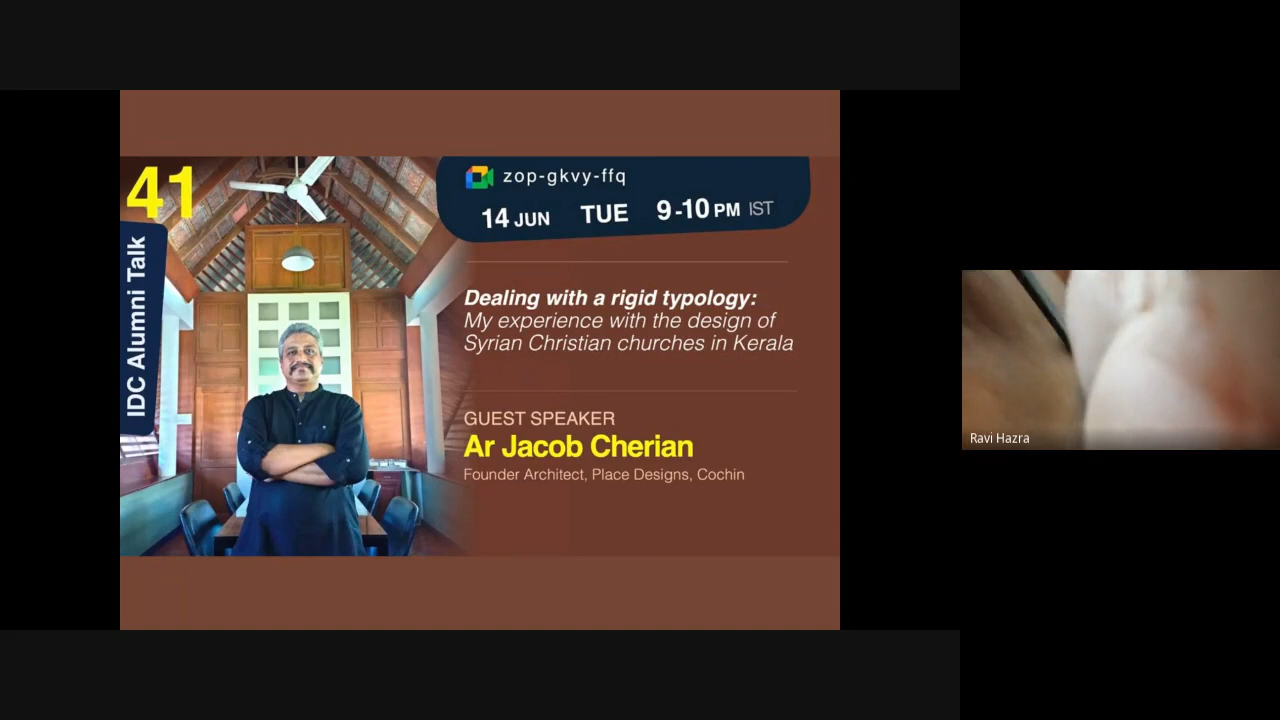 41
IDC Alumni Talk
zop-gkvy-ffq
14 JUN TUE 9-10 PM IST
Dealing with a rigid typology:
My experience with the design of
Syrian Christian churches in Kerala
GUEST SPEAKER
Ar Jacob Cherian
Founder Architect, Place Designs, Cochin
Ravi Hazra